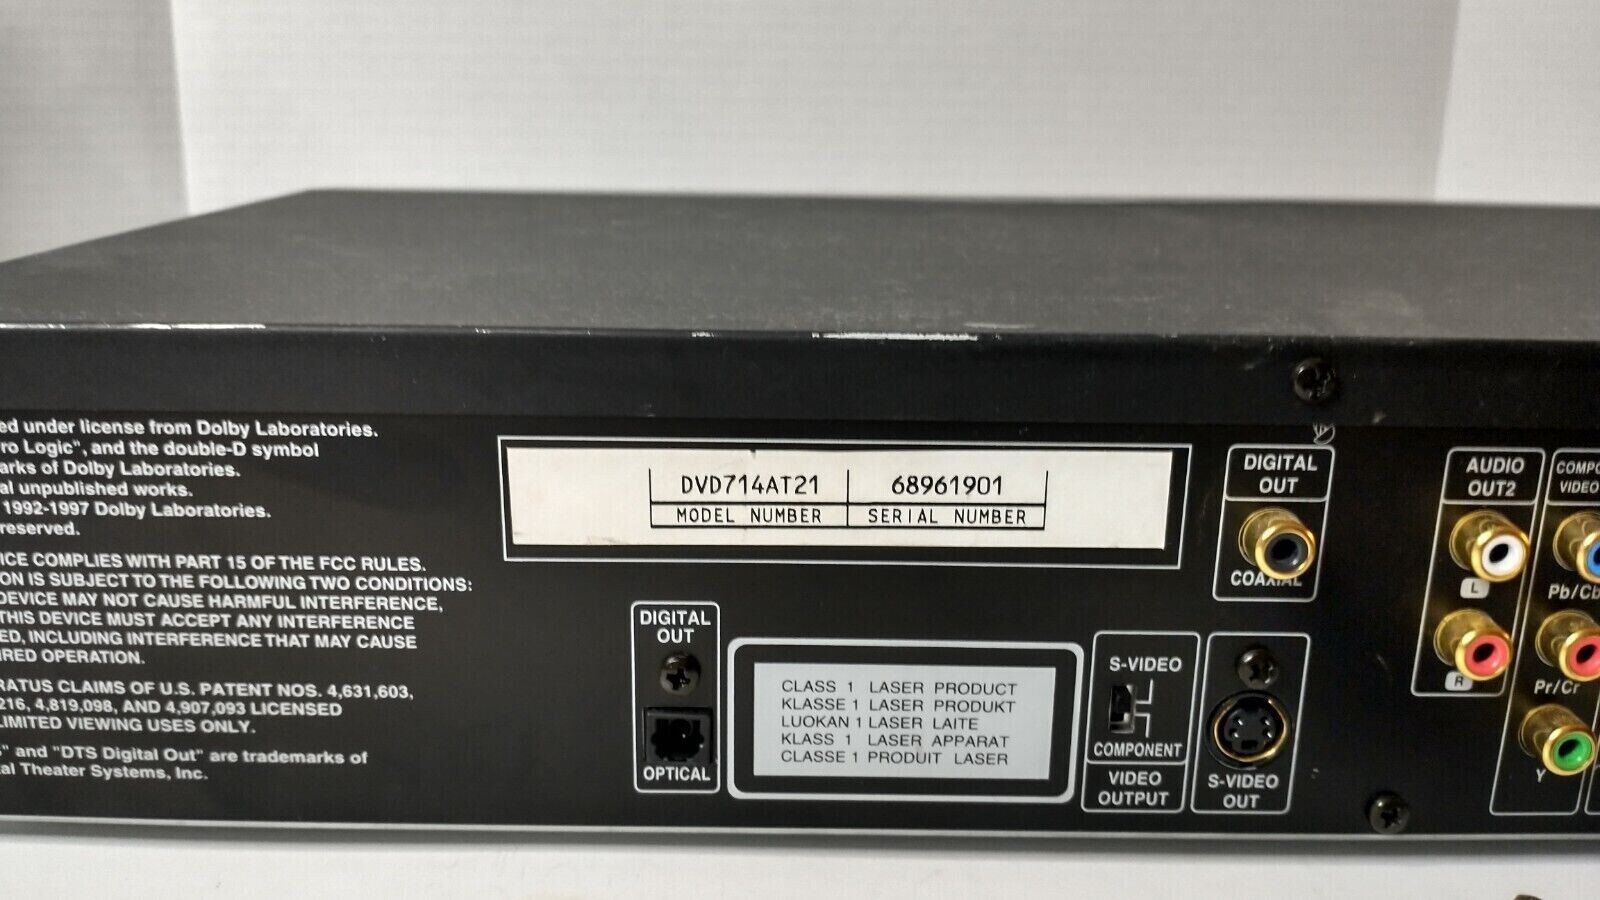 ed under license from Dolby Laboratories.
ro Logic", and the double-D symbol
arks of Dolby Laboratories.
al unpublished works.
1992-1997 Dolby Laboratories.
reserved.
ICE COMPLIES WITH PART 15 OF THE FCC RULES.
ON IS SUBJECT TO THE FOLLOWING TWO CONDITIONS:
DEVICE MAY NOT CAUSE HARMFUL INTERFERENCE,
THIS DEVICE MUST ACCEPT ANY INTERFERENCE
ED, INCLUDING INTERFERENCE THAT MAY CAUSE
IRED OPERATION.
RATUS CLAIMS OF U.S. PATENT NOS. 4,631,603,
216, 4,819,098, AND 4,907,093 LICENSED
LIMITED VIEWING USES ONLY.
S" and "DTS Digital Out" are trademarks of
al Theater Systems, Inc.
DVD714AT21 68961901
MODEL NUMBER SERIAL NUMBER
DIGITAL
OUT
OPTICAL
CLASS 1 LASER PRODUCT
KLASSE 1 LASER PRODUKT
LUOKAN 1 LASER LAITE
KLASS 1 LASER APPARAT
CLASSE 1 PRODUIT LASER
S-VIDEO
COMPONENT
VIDEO
OUTPUT
DIGITAL
OUT
COAXIAL
S-VIDEO
OUT
AUDIO
OUT2
L
R
COMPO
VIDEO
Pb/Cb
Pr/Cr
Y